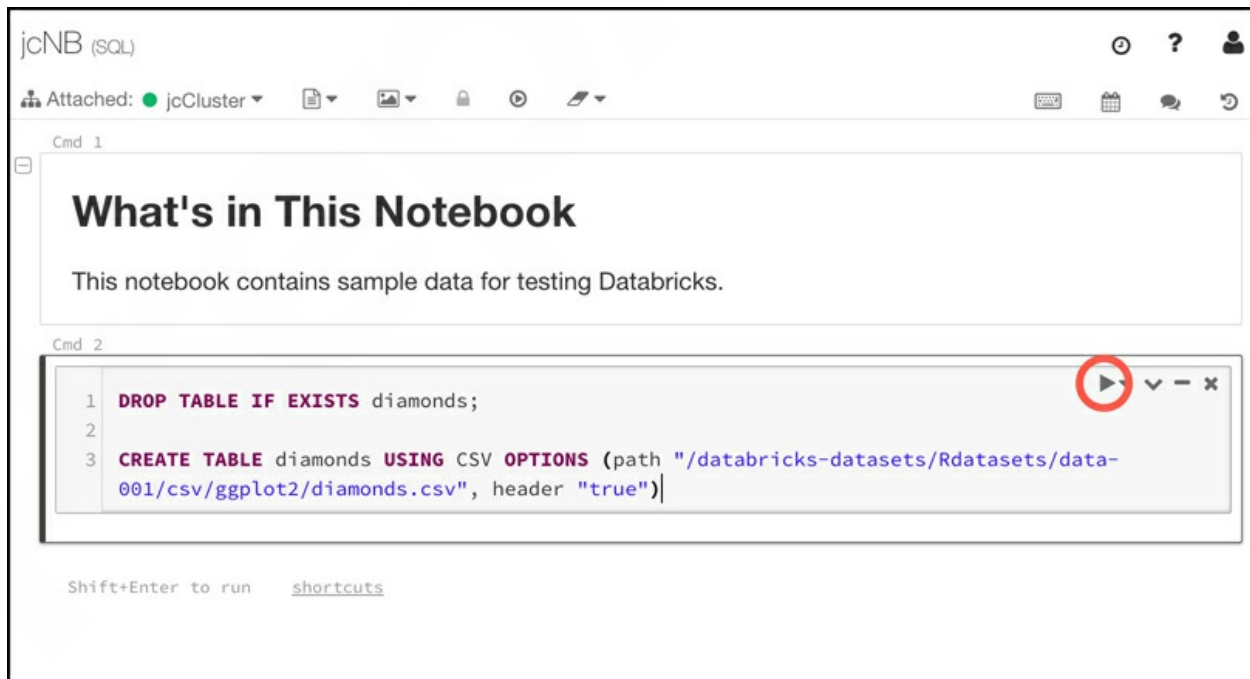 jcNB (SQL)
?
Attached: jcCluster
Cmd 1
What's in This Notebook
This notebook contains sample data for testing Databricks.
Cmd 2
1 DROP TABLE IF EXISTS diamonds;
2
3 CREATE TABLE diamonds USING CSV OPTIONS (path "/databricks-datasets/Rdatasets/data-
001/csv/ggplot2/diamonds.csv", header "true")
Shift+Enter to run shortcuts